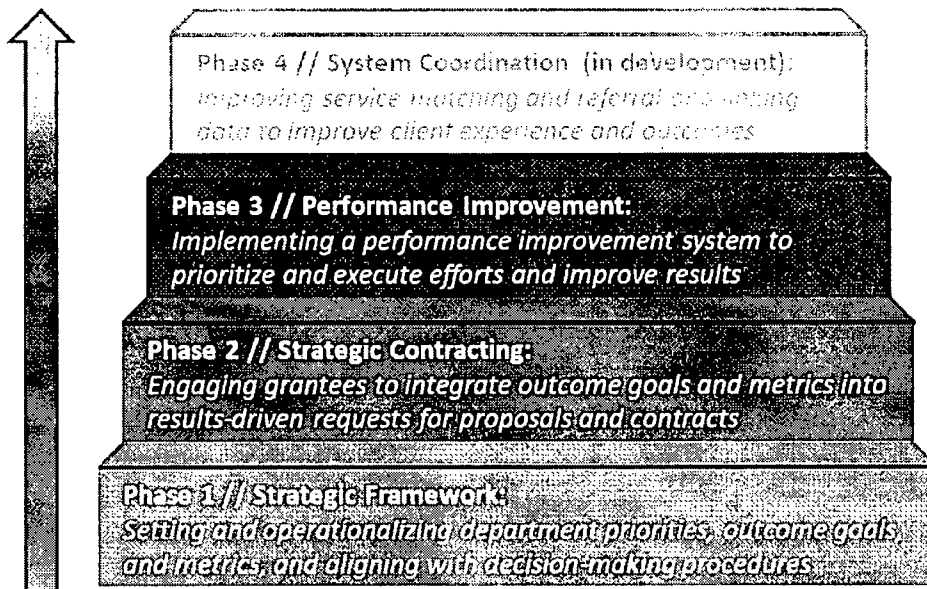 Phase 4 // System Coordination (in development):
Improving service matching and referral and linking
data to improve client experience and outcomes
Phase 3 // Performance Improvement:
Implementing a performance improvement system to
prioritize and execute efforts and improve results
Phase 2 // Strategic Contracting:
Engaging grantees to integrate outcome goals and metrics into
results-driven requests for proposals and contracts
Phase 1 // Strategic Framework:
Setting and operationalizing department priorities, outcome goals,
and metrics, and aligning with decision-making procedures